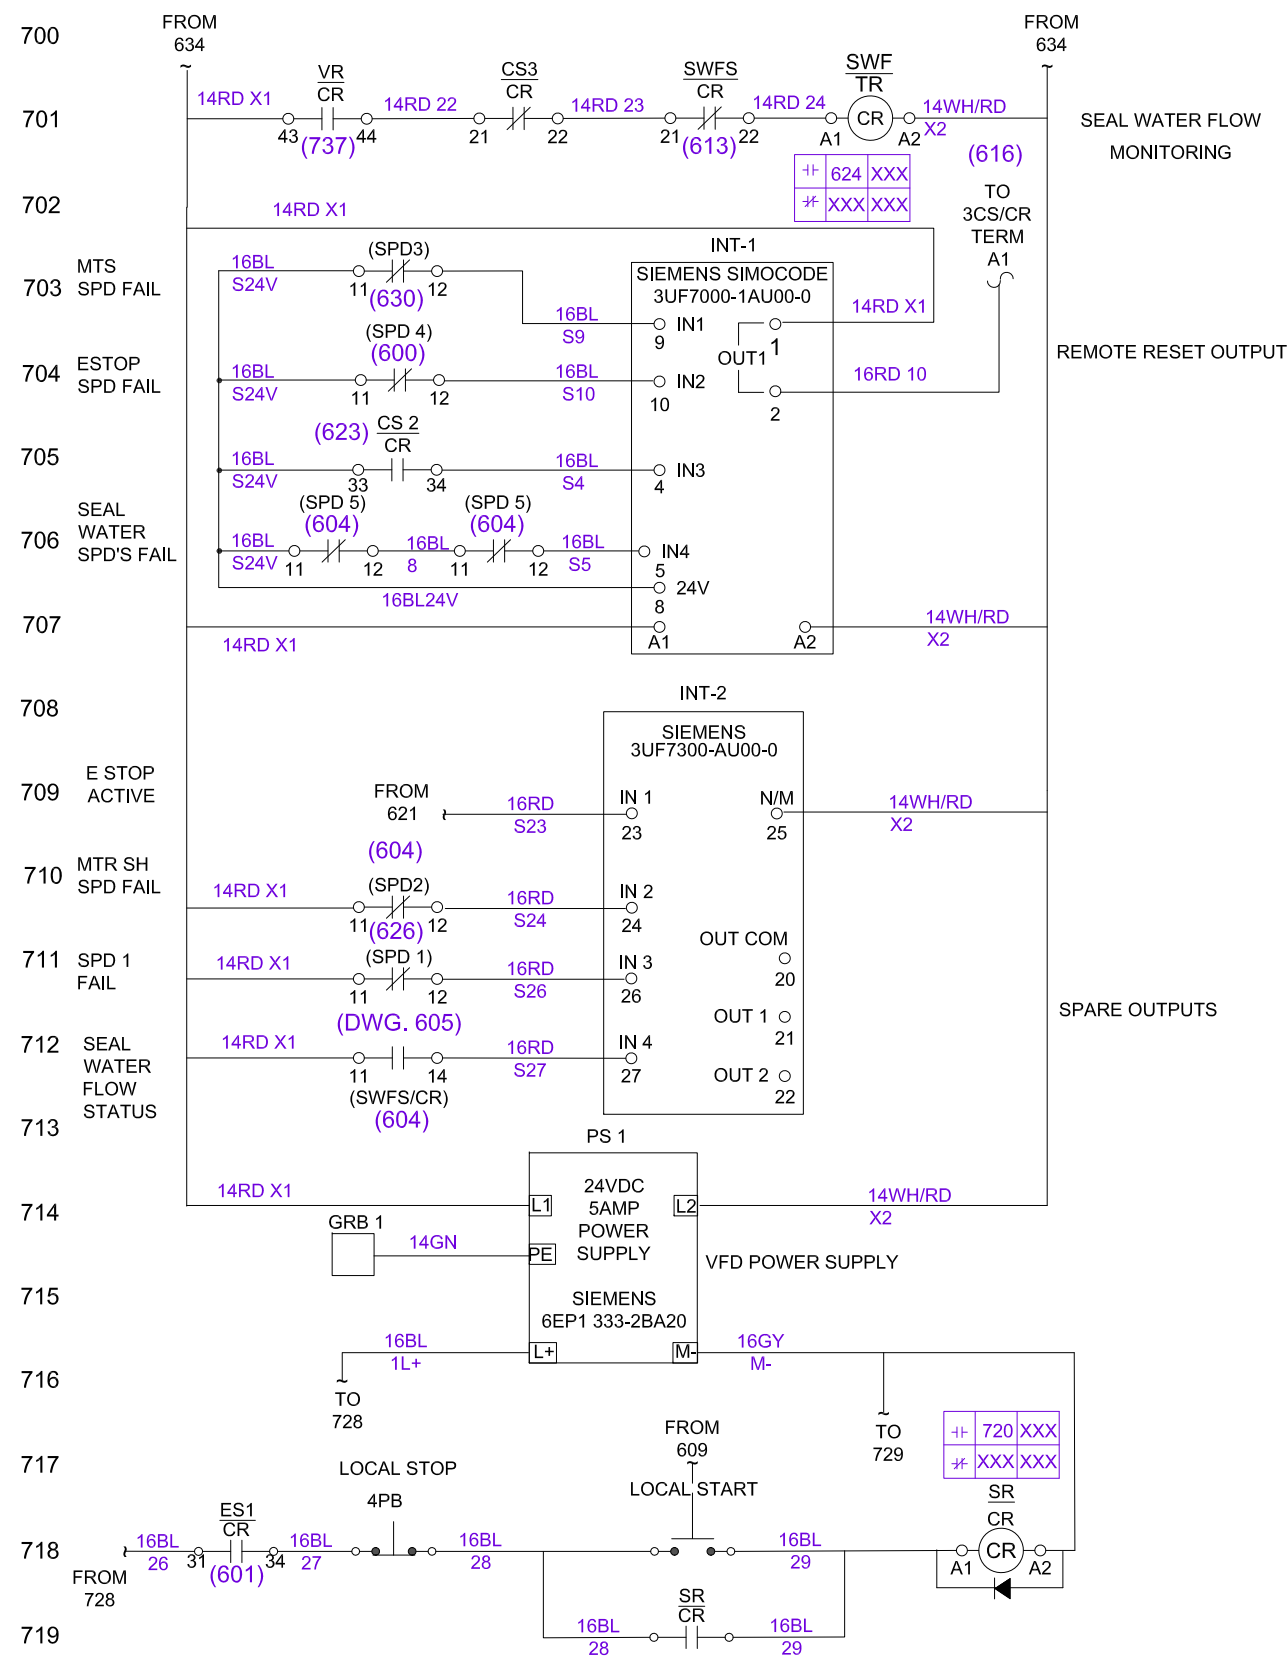 700
FROM
634
FROM
634
VR
CR
CS3
CR
SWFS
CR
SWF
TR
701
14RD X1
14RD 22
14RD 23
14RD 24
CR
14WH/RD
X2
43
44
(737)
21
22
21
22
(613)
A1
A2
(616)
SEAL WATER FLOW
MONITORING
624 XXX
XXX XXX
702
14RD X1
TO
3CS/CR
TERM
A1
INT-1
SIEMENS SIMOCODE
3UF7000-1AU00-0
703
MTS
SPD FAIL
16BL
S24V
(SPD3)
11
12
(630)
16BL
S9
IN1
9
OUT1
1
14RD X1
REMOTE RESET OUTPUT
704
ESTOP
SPD FAIL
16BL
S24V
(SPD 4)
(600)
11
12
16BL
S10
IN2
10
2
16RD 10
705
(623)
CS 2
CR
16BL
S24V
33
34
16BL
S4
IN3
4
706
SEAL
WATER
SPD'S FAIL
(SPD 5)
(604)
(SPD 5)
(604)
16BL
S24V
11
12
16BL
8
11
12
16BL
S5
IN4
5
16BL24V
24V
8
707
14RD X1
A1
A2
14WH/RD
X2
708
INT-2
SIEMENS
3UF7300-AU00-0
709
E STOP
ACTIVE
FROM
621
16RD
S23
IN 1
23
N/M
25
14WH/RD
X2
(604)
710
MTR SH
SPD FAIL
14RD X1
(SPD2)
11
12
(626)
16RD
S24
IN 2
24
OUT COM
20
711
SPD 1
FAIL
14RD X1
(SPD 1)
11
12
16RD
S26
IN 3
26
(DWG. 605)
OUT 1
21
SPARE OUTPUTS
712
SEAL
WATER
FLOW
STATUS
14RD X1
11
14
(SWFS/CR)
(604)
16RD
S27
IN 4
27
OUT 2
22
713
PS 1
714
14RD X1
L1
24VDC
5AMP
POWER
SUPPLY
L2
14WH/RD
X2
GRB 1
14GN
PE
VFD POWER SUPPLY
715
SIEMENS
6EP1 333-2BA20
16BL
1L+
L+
M-
16GY
M-
716
TO
728
TO
729
720 XXX
XXX XXX
717
LOCAL STOP
4PB
FROM
609
LOCAL START
SR
CR
718
FROM
728
16BL
26
ES1
CR
31
34
(601)
16BL
27
16BL
28
16BL
29
CR
A1
A2
719
16BL
28
SR
CR
16BL
29